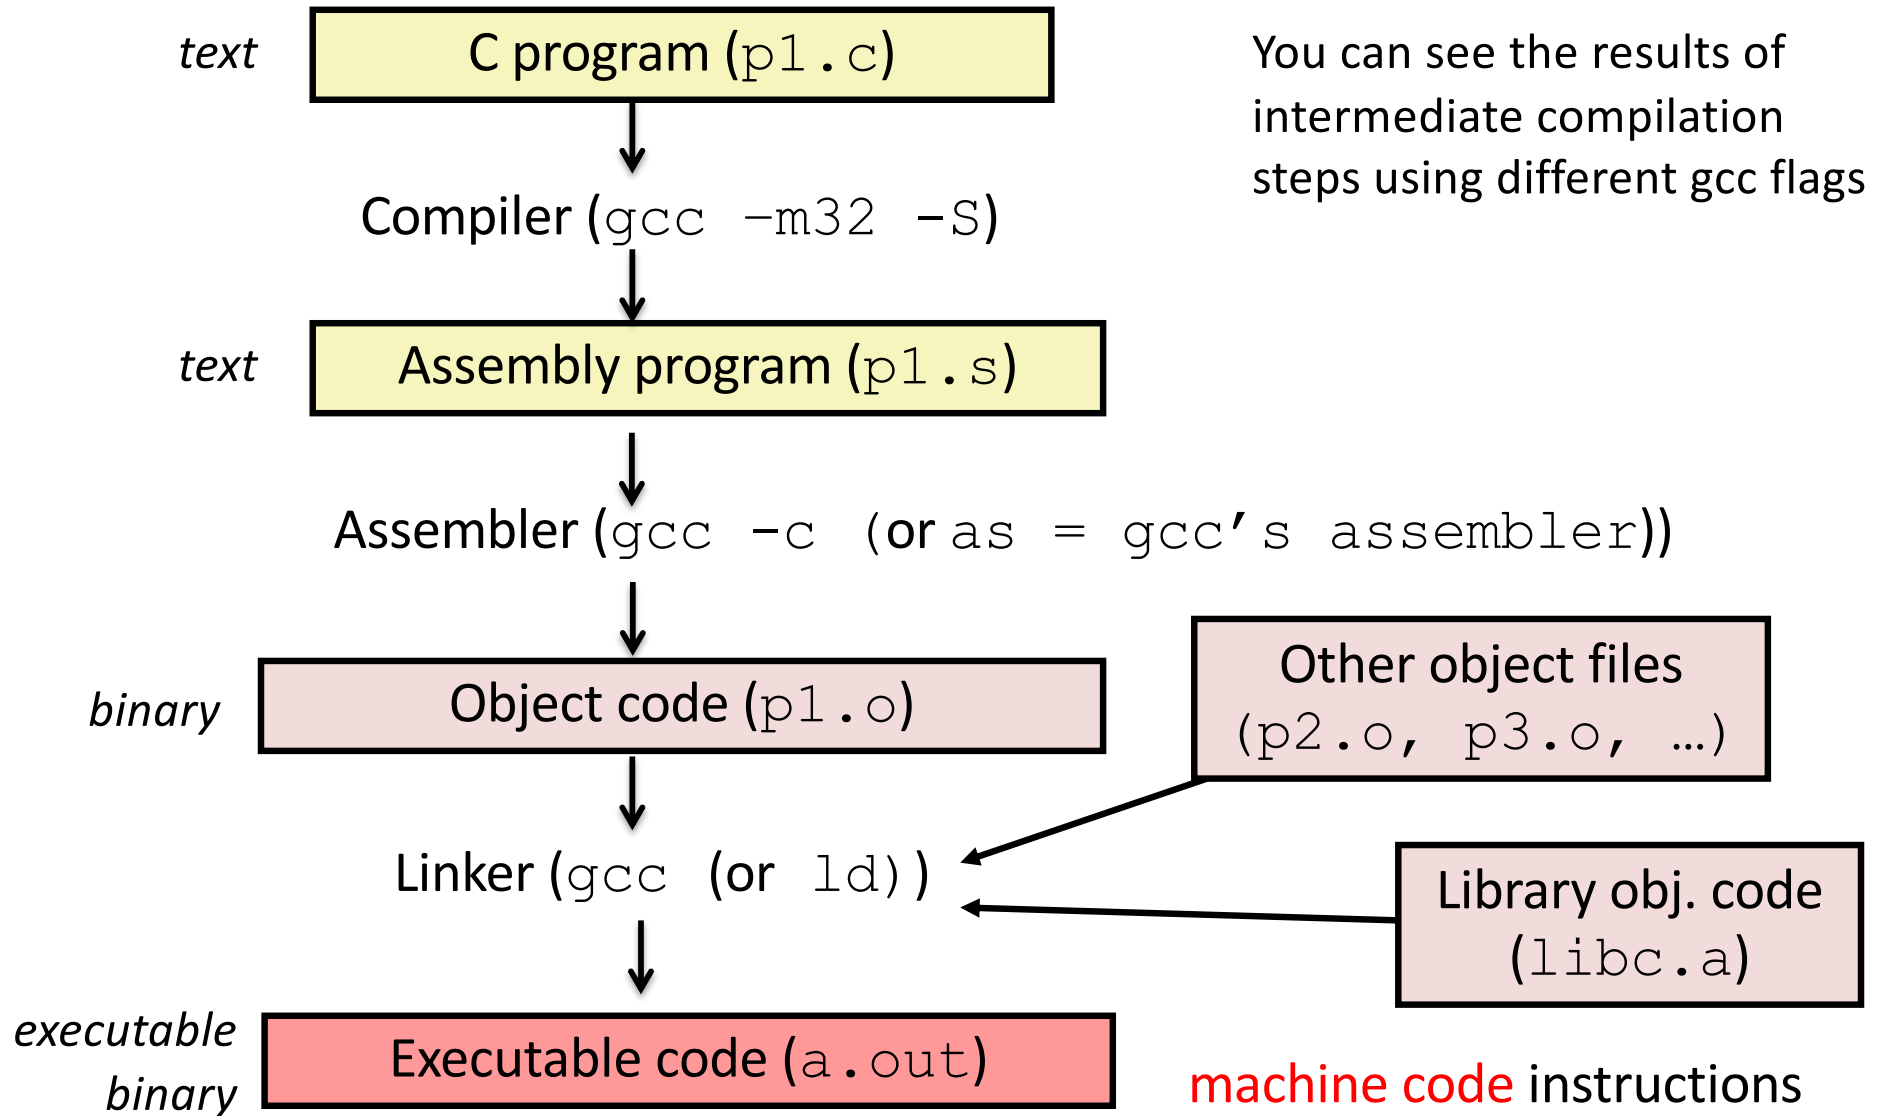 text
C program (p1.c)
You can see the results of
intermediate compilation
steps using different gcc flags
Compiler (gcc –m32 -S)
text
Assembly program (p1.s)
Assembler (gcc -c (or as = gcc’s assembler))
binary
Object code (p1.o)
Other object files
(p2.o, p3.o, …)
Linker (gcc (or ld))
Library obj. code
(libc.a)
executable
binary
Executable code (a.out)
machine code instructions